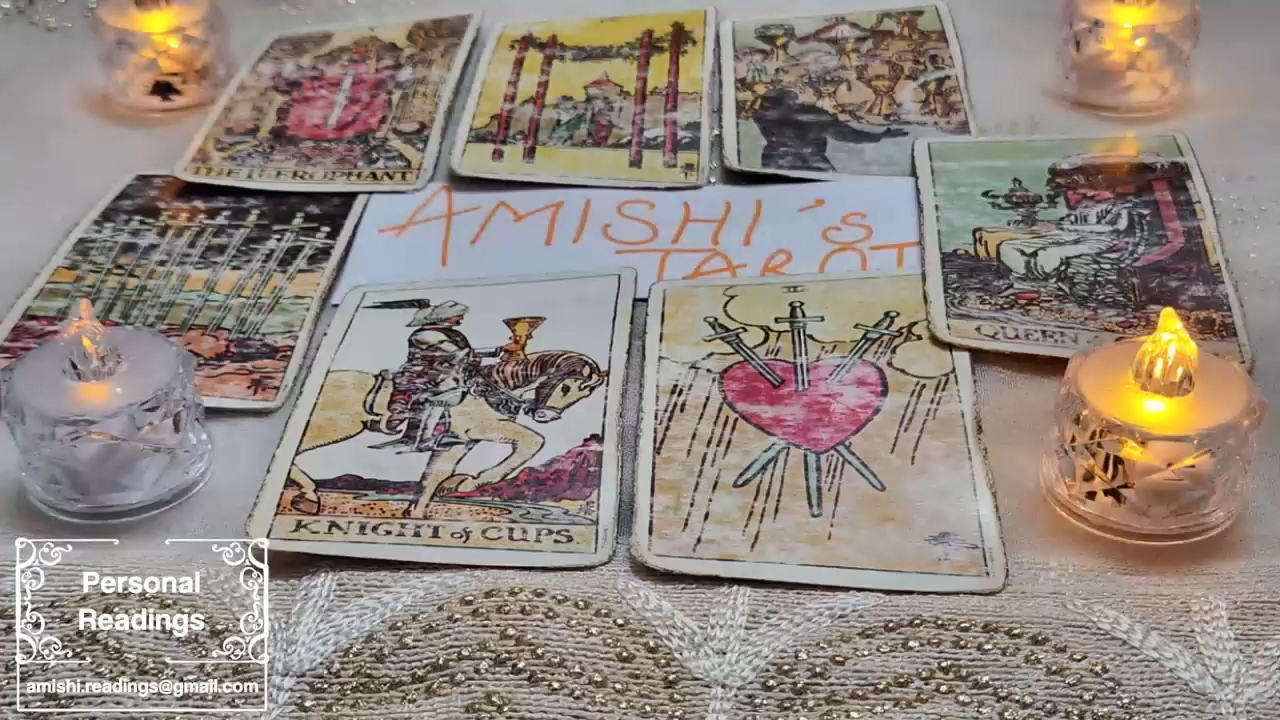 THE HIEROPHANT
AMISHI's
TAROT
QUEEN
KNIGHT of CUPS
Personal
Readings
amishi.readings@gmail.com